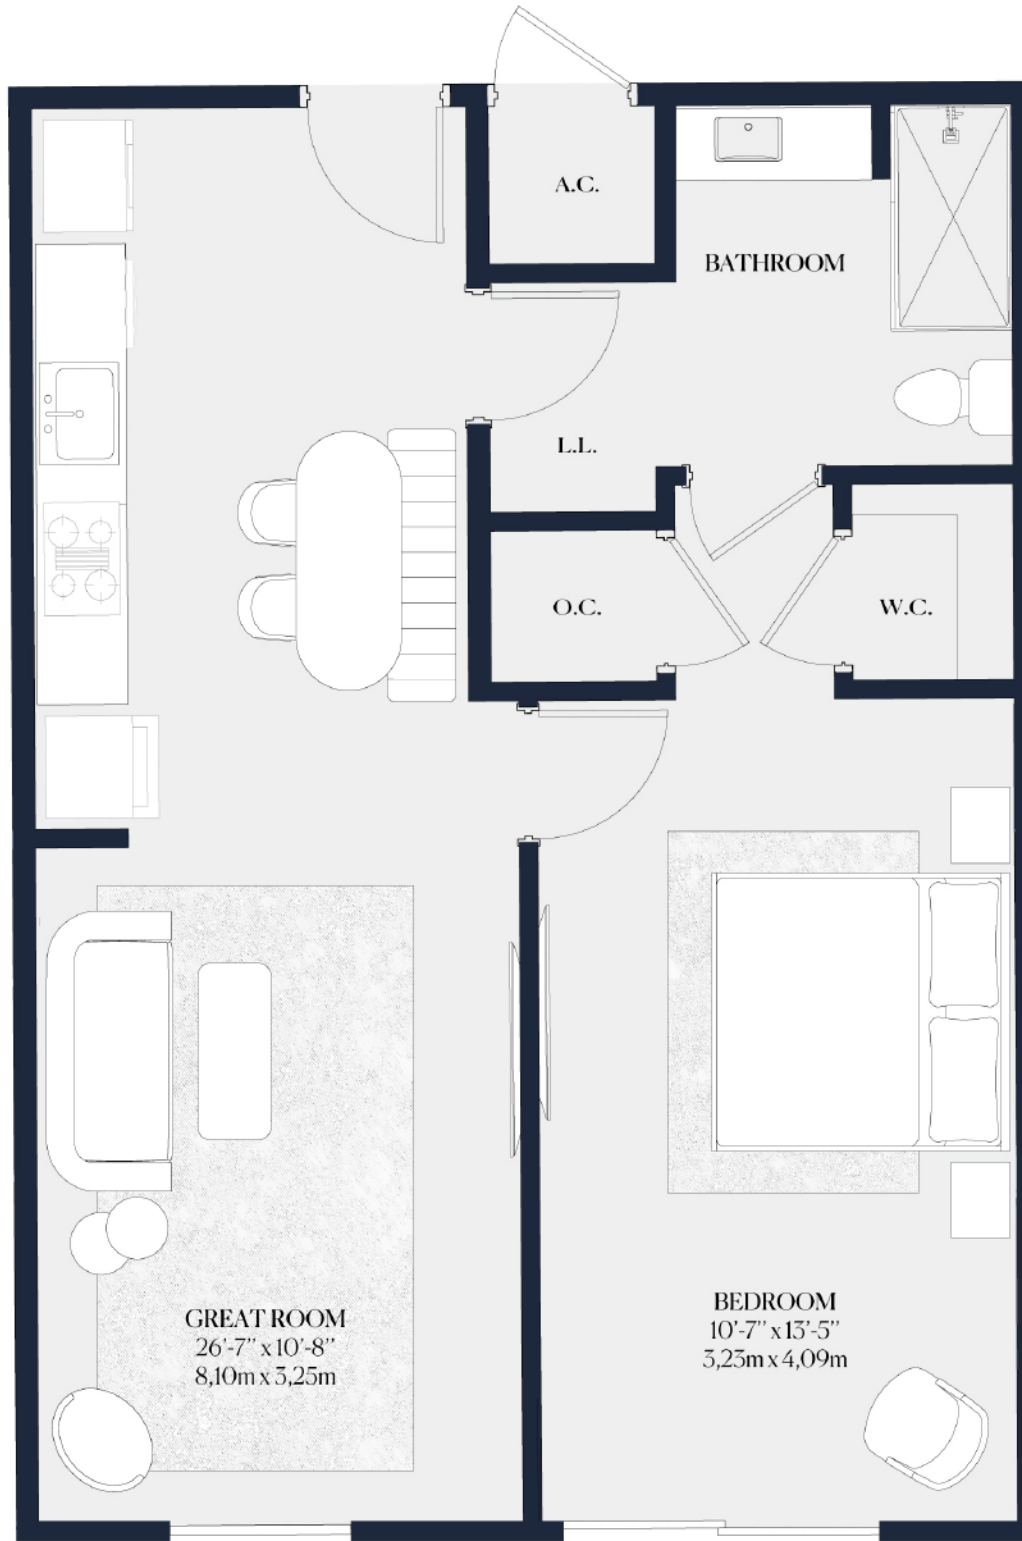 A.C.
BATHROOM
L.L.
O.C.
W.C.
GREAT ROOM
26'-7" x 10'-8"
8,10m x 3,25m
BEDROOM
10'-7" x 13'-5"
3,23m x 4,09m